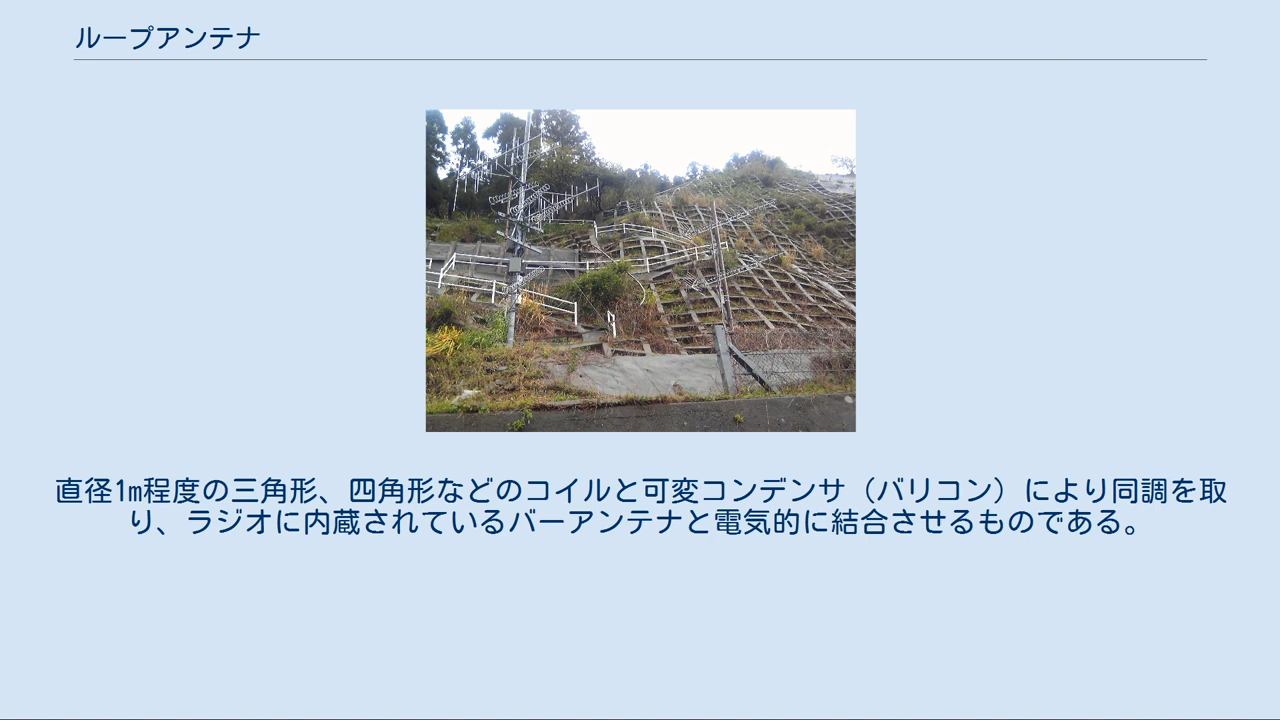 ループアンテナ
直径1m程度の三角形、四角形などのコイルと可変コンデンサ（バリコン）により同調を取
り、ラジオに内蔵されているバーアンテナと電気的に結合させるものである。